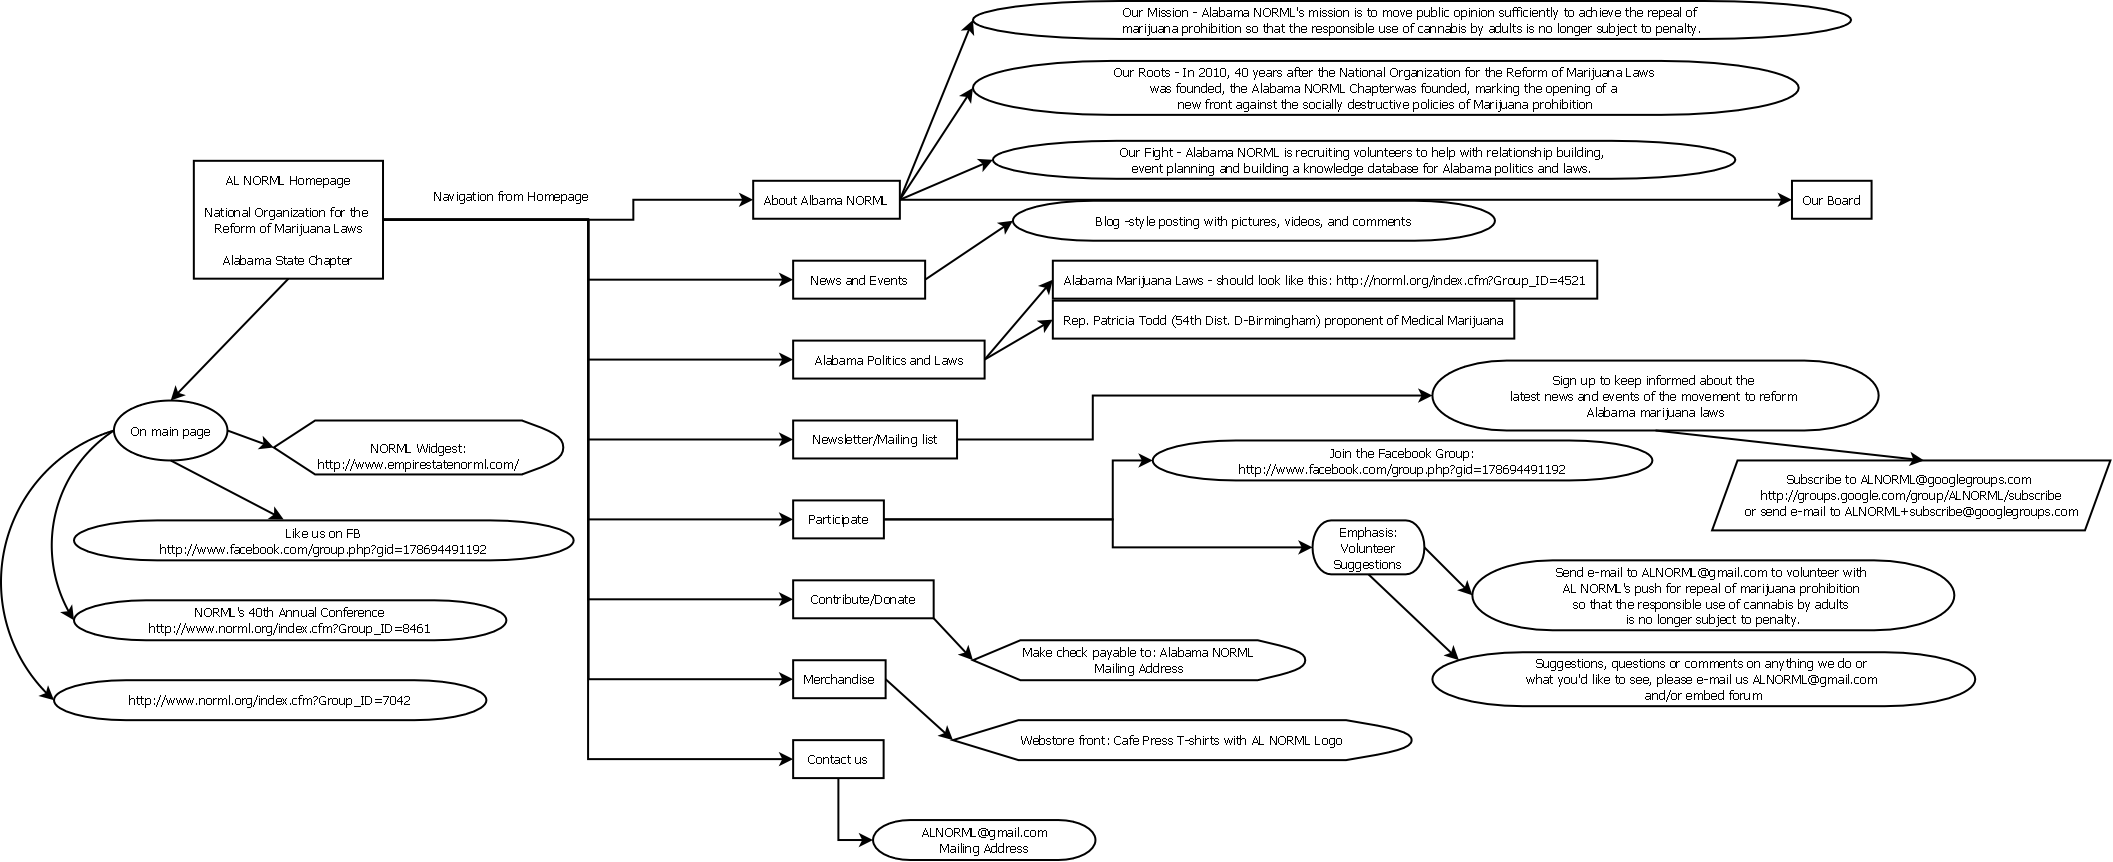 Our Mission - Alabama NORML's mission is to move public opinion sufficiently to achieve the repeal of
marijuana prohibition so that the responsible use of cannabis by adults is no longer subject to penalty.
Our Roots - In 2010, 40 years after the National Organization for the Reform of Marijuana Laws
was founded, the Alabama NORML Chapterwas founded, marking the opening of a
new front against the socially destructive policies of Marijuana prohibition
Our Fight - Alabama NORML is recruiting volunteers to help with relationship building,
event planning and building a knowledge database for Alabama politics and laws.
AL NORML Homepage
National Organization for the
Reform of Marijuana Laws
Alabama State Chapter
Navigation from Homepage
About Albama NORML
Our Board
Blog -style posting with pictures, videos, and comments
News and Events
Alabama Marijuana Laws - should look like this: http://norml.org/index.cfm?Group_ID=4521
Rep. Patricia Todd (54th Dist. D-Birmingham) proponent of Medical Marijuana
Alabama Politics and Laws
Sign up to keep informed about the
latest news and events of the movement to reform
Alabama marijuana laws
On main page
NORML Widgest:
http://www.empirestatenorml.com/
Newsletter/Mailing list
Join the Facebook Group:
http://www.facebook.com/group.php?gid=178694491192
Subscribe to ALNORML@googlegroups.com
http://groups.google.com/group/ALNORML/subscribe
or send e-mail to ALNORML+subscribe@googlegroups.com
Participate
Like us on FB
http://www.facebook.com/group.php?gid=178694491192
Emphasis:
Volunteer
Suggestions
Send e-mail to ALNORML@gmail.com to volunteer with
AL NORML's push for repeal of marijuana prohibition
so that the responsible use of cannabis by adults
is no longer subject to penalty.
Contribute/Donate
NORML's 40th Annual Conference
http://www.norml.org/index.cfm?Group_ID=8461
Make check payable to: Alabama NORML
Mailing Address
Suggestions, questions or comments on anything we do or
what you'd like to see, please e-mail us ALNORML@gmail.com
and/or embed forum
Merchandise
http://www.norml.org/index.cfm?Group_ID=7042
Webstore front: Cafe Press T-shirts with AL NORML Logo
Contact us
ALNORML@gmail.com
Mailing Address